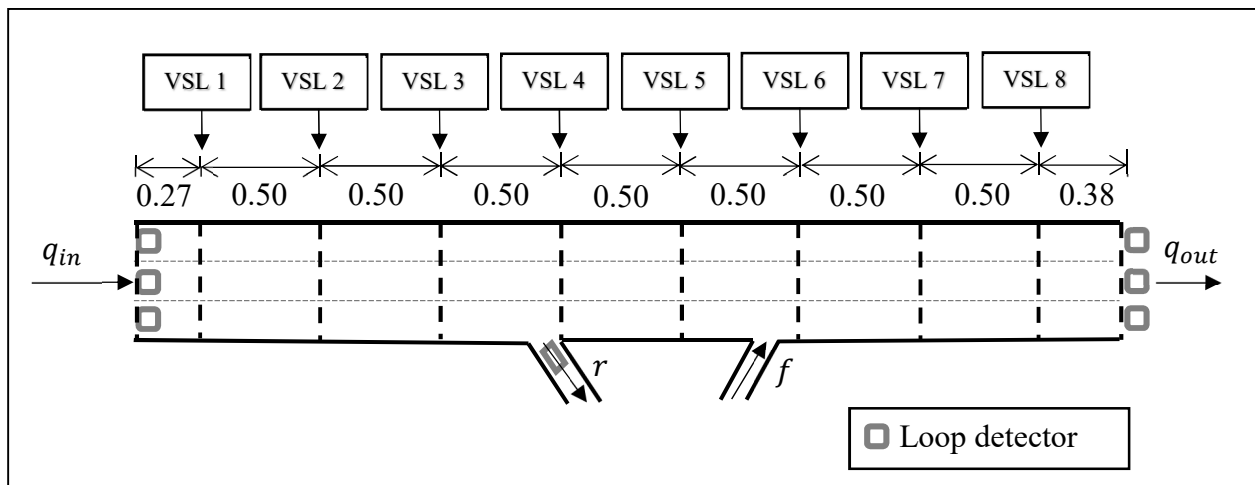 VSL 1 VSL 2 VSL 3 VSL 4 VSL 5 VSL 6 VSL 7 VSL 8
0.27 0.50 0.50 0.50 0.50 0.50 0.50 0.50 0.38
q_in q_out
r f
Loop detector